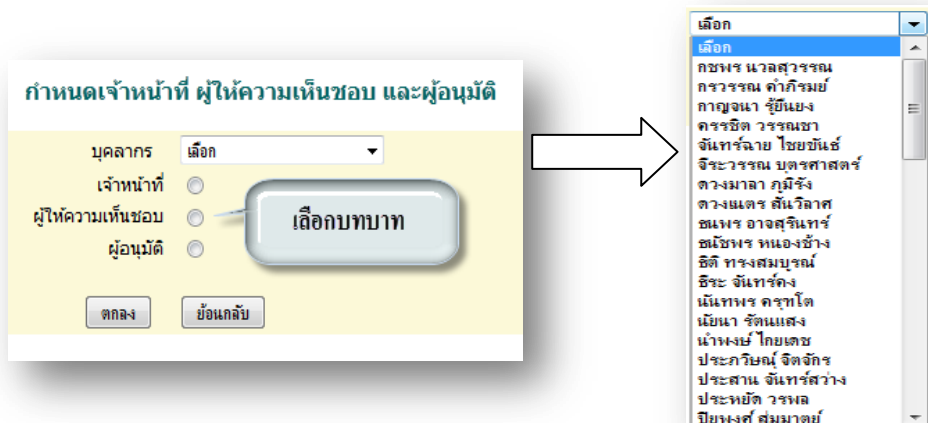 กำหนดเจ้าหน้าที่ ผู้ให้ความเห็นชอบ และผู้อนุมัติ
บุคลากร เลือก
เจ้าหน้าที่
ผู้ให้ความเห็นชอบ
ผู้อนุมัติ
เลือกบทบาท
ตกลง ย้อนกลับ
เลือก
เลือก
กชพร นวลสุวรรณ
กรวรรณ คำภิรมย์
กาญจนา รู้ยืนยง
ครรชิต วรรณชา
จันทร์ฉาย ไชยขันธ์
จิระวรรณ บุตรศาสตร์
ดวงมาลา ภูมิรัง
ดวงเนตร สันวิลาศ
ธนพร อาจสุรินทร์
ธนัชพร หนองช้าง
ธิติ ทรงสมบูรณ์
ธีระ จันทร์คง
นันทพร ครุฑโต
นัยนา รัตนแสง
นำพงษ์ ไกยเดช
ประภวิษณุ์ จิตจักร
ประสาน จันทร์สว่าง
ประหยัด วรพล
ปิยพงศ์ สุมมาตย์